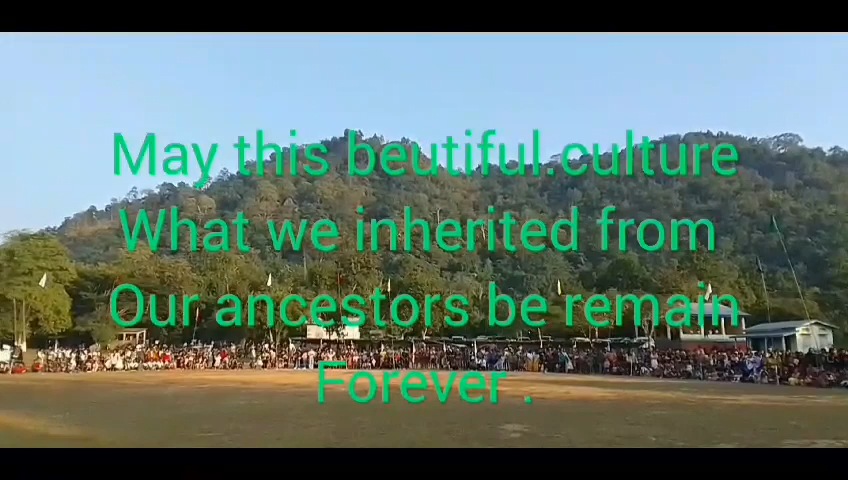 May this beutiful.culture
What we inherited from
Our ancestors be remain
Forever .